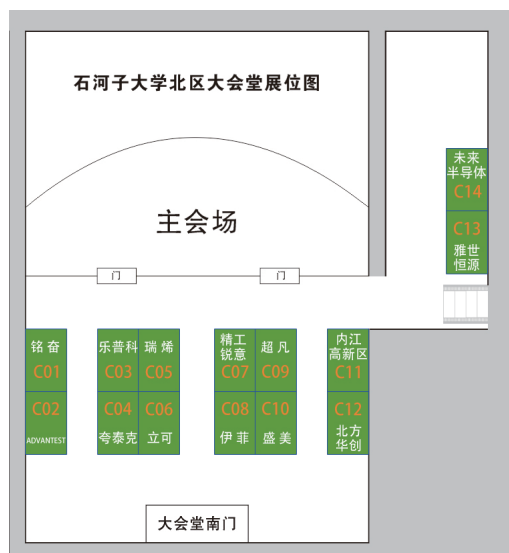 石河子大学北区大会堂展位图
主会场
门
门
未来
半导体
C14
C13
雅世
恒源
铭奋
C01
C02
ADVANTEST
乐普科
C03
C04
夸泰克
瑞烯
C05
C06
立可
精工
锐意
C07
C08
伊菲
超凡
C09
C10
盛美
内江
高新区
C11
C12
北方
华创
大会堂南门